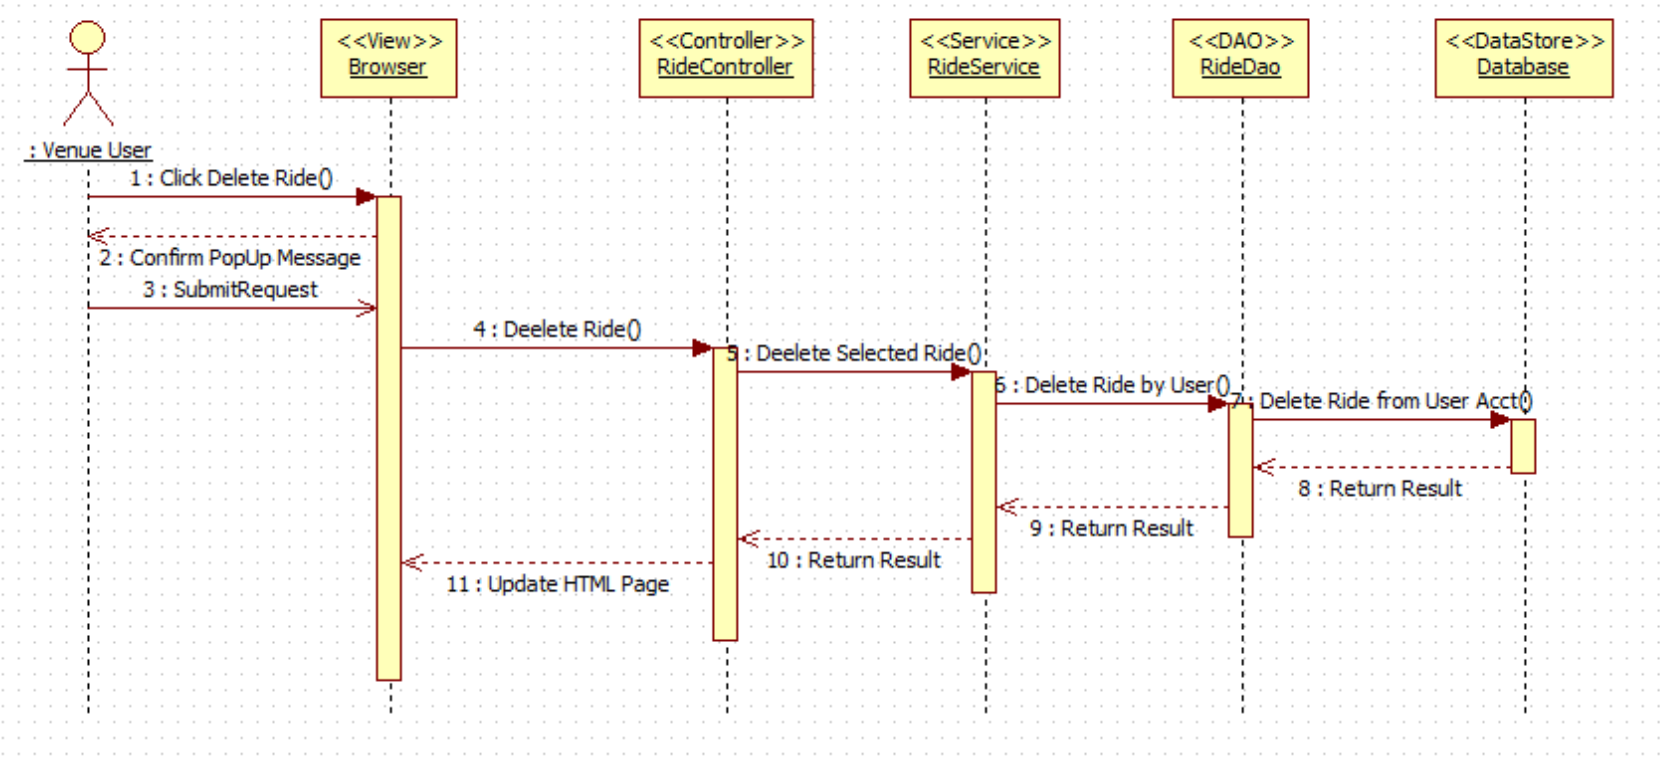 <<View>>
Browser
<<Controller>>
RideController
<<Service>>
RideService
<<DAO>>
RideDao
<<DataStore>>
Database
: Venue User
1 : Click Delete Ride()
2 : Confirm PopUp Message
3 : SubmitRequest
4 : Deelete Ride()
5 : Deelete Selected Ride()
6 : Delete Ride by User()
7 : Delete Ride from User Acct()
8 : Return Result
9 : Return Result
10 : Return Result
11 : Update HTML Page